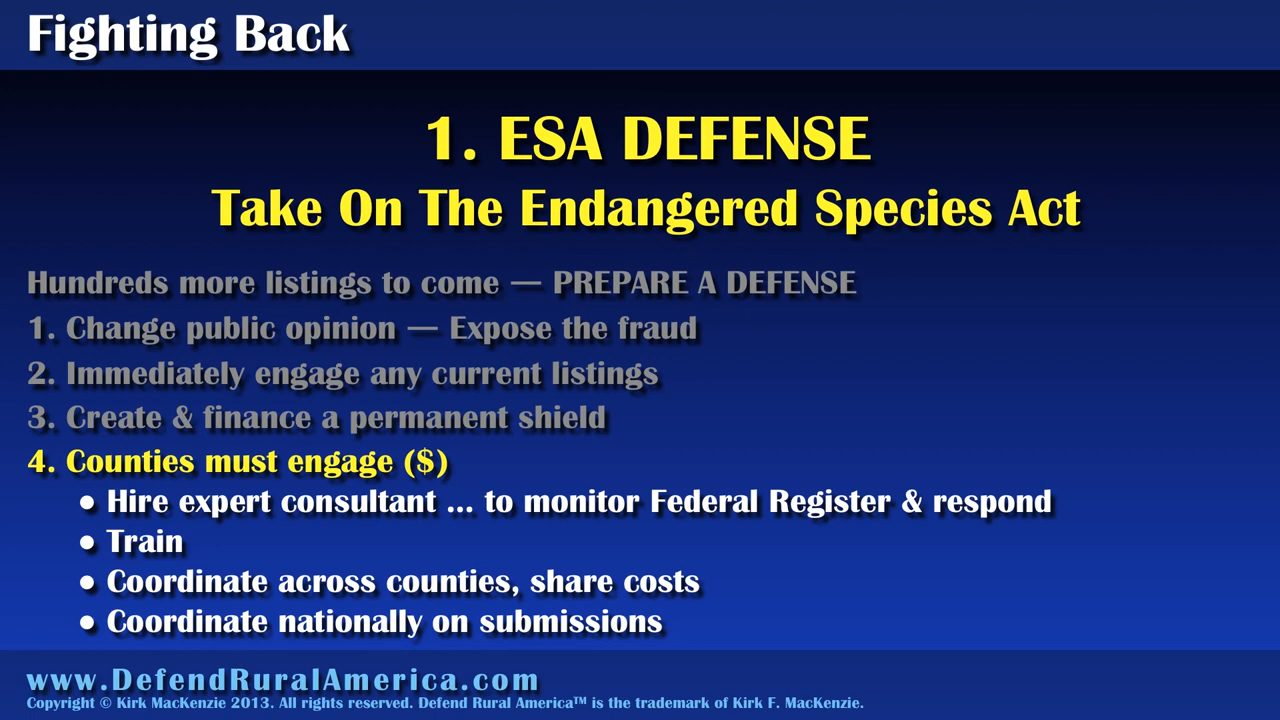 Fighting Back
1. ESA DEFENSE
Take On The Endangered Species Act
Hundreds more listings to come — PREPARE A DEFENSE
1. Change public opinion — Expose the fraud
2. Immediately engage any current listings
3. Create & finance a permanent shield
4. Counties must engage ($)
● Hire expert consultant ... to monitor Federal Register & respond
● Train
● Coordinate across counties, share costs
● Coordinate nationally on submissions
www.DefendRuralAmerica.com
Copyright © Kirk MacKenzie 2013. All rights reserved. Defend Rural America™ is the trademark of Kirk F. MacKenzie.